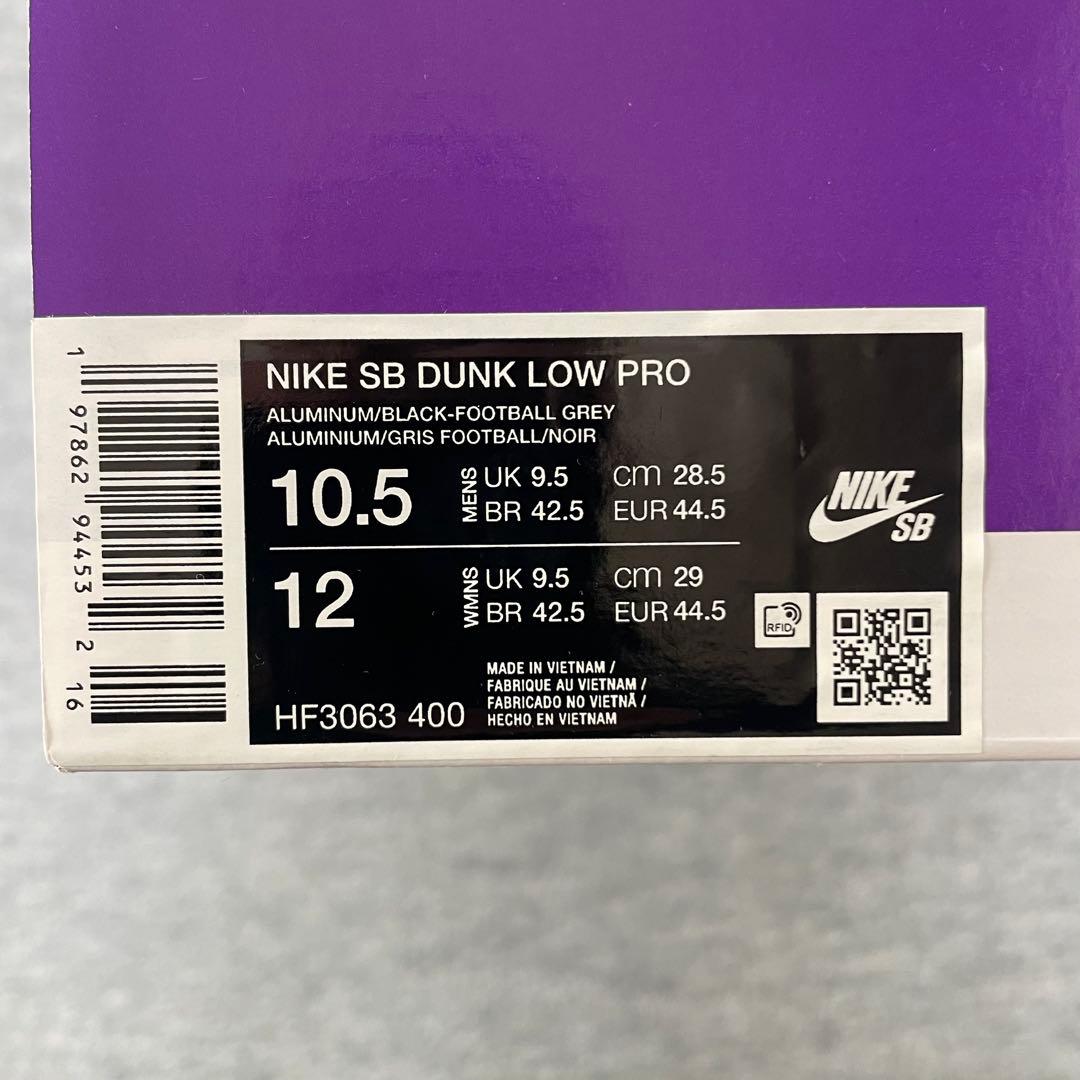 NIKE SB DUNK LOW PRO
ALUMINUM/BLACK-FOOTBALL GREY
ALUMINIUM/GRIS FOOTBALL/NOIR
10.5 MENS UK 9.5 cm 28.5
BR 42.5 EUR 44.5
12 WMNS UK 9.5 cm 29
BR 42.5 EUR 44.5
NIKE
SB
RFID
HF3063 400
MADE IN VIETNAM /
FABRIQUE AU VIETNAM /
FABRICADO NO VIETNÃ /
HECHO EN VIETNAM
1 97862 94453 2 16